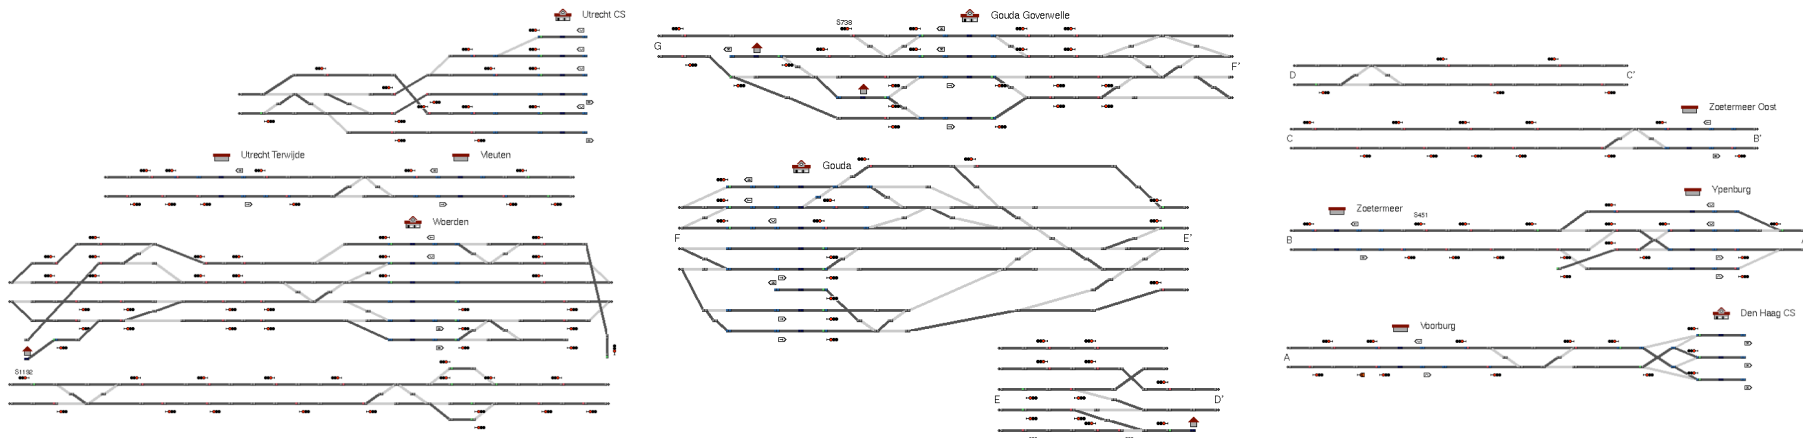 Utrecht CS
Utrecht Terwijde
Vleuten
Woerden
S1192
S738
Gouda Goverwelle
G
F'
Gouda
F
E'
E
D'
D
C'
Zoetermeer Oost
C
B'
Ypenburg
Zoetermeer
S451
B
A
Den Haag CS
Voorburg
A